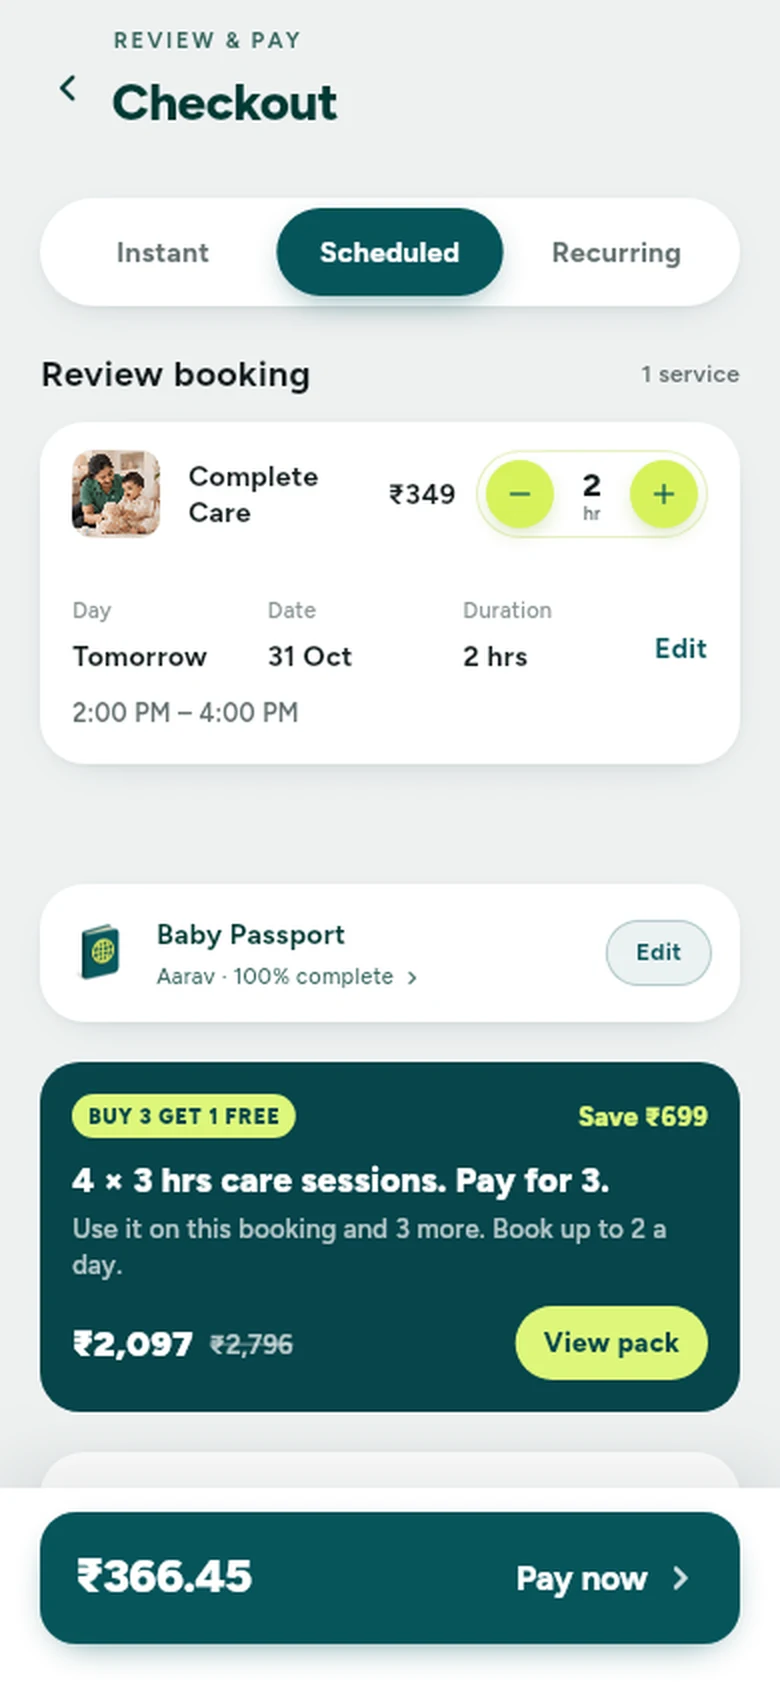 REVIEW & PAY
Checkout
Instant
Scheduled
Recurring
Review booking
1 service
Complete
Care
₹349
2
hr
Day
Date
Duration
Tomorrow
31 Oct
2 hrs
Edit
2:00 PM – 4:00 PM
Baby Passport
Aarav · 100% complete
Edit
BUY 3 GET 1 FREE
Save ₹699
4 × 3 hrs care sessions. Pay for 3.
Use it on this booking and 3 more. Book up to 2 a
day.
₹2,097 ₹2,796
View pack
₹366.45
Pay now